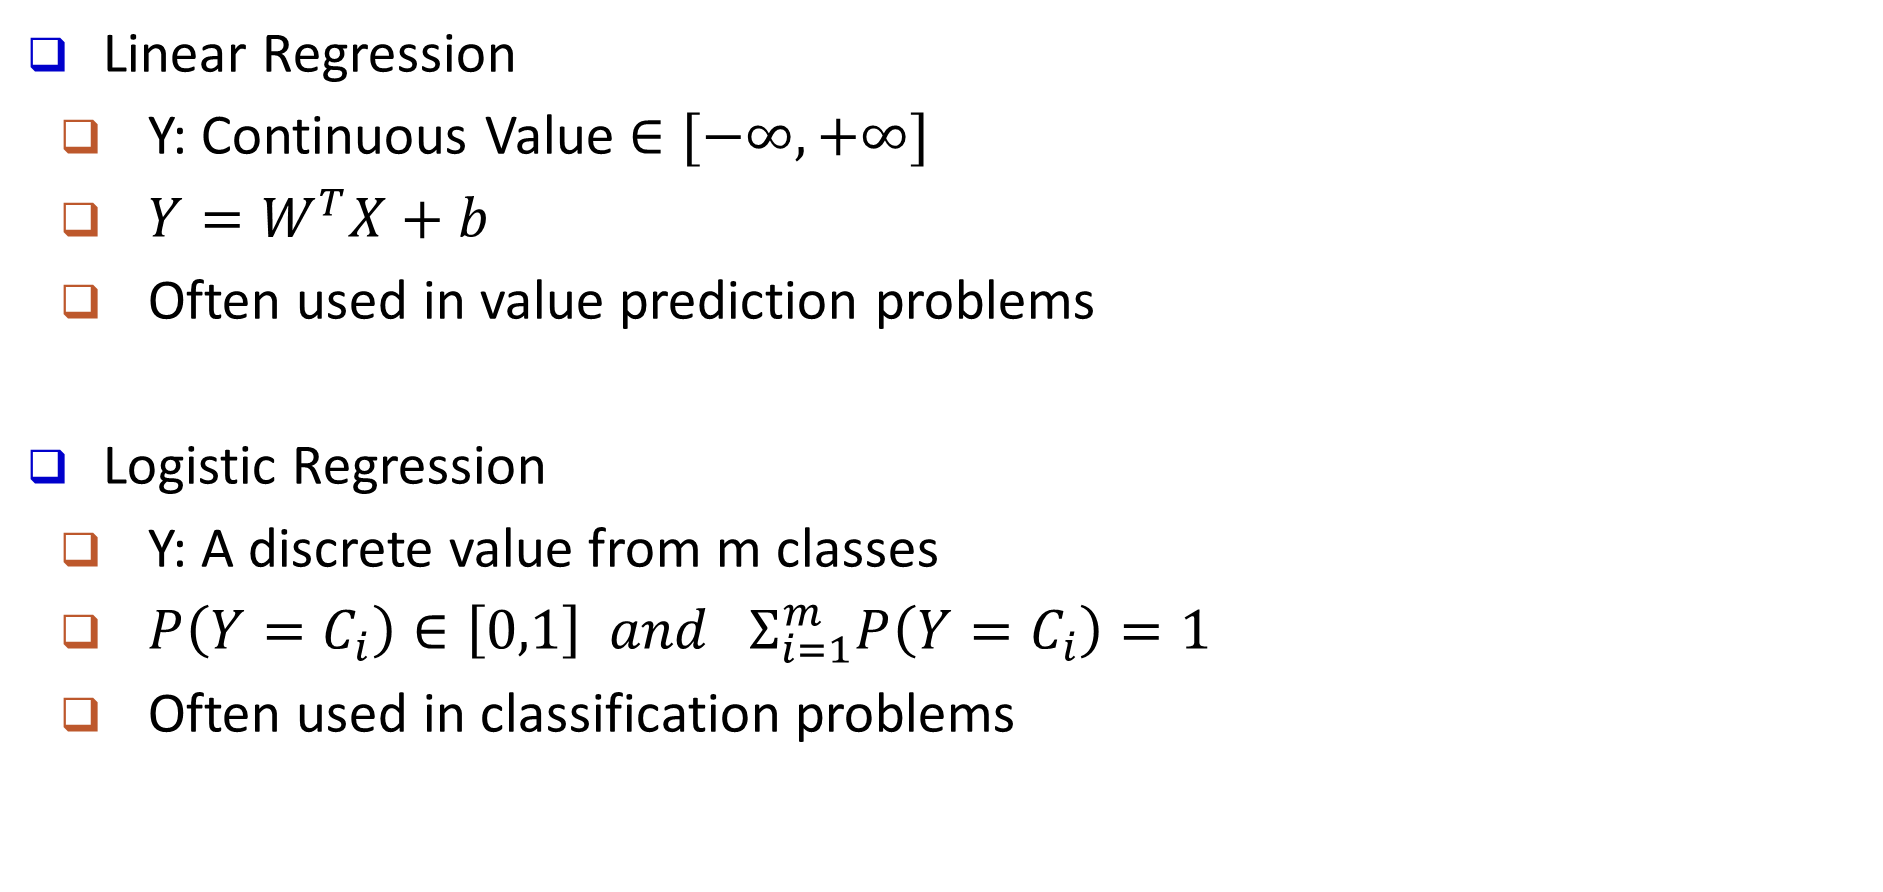 ❑ Linear Regression
❑ Y: Continuous Value ∈ [−∞, +∞]
❑ Y = W^T X + b
❑ Often used in value prediction problems
❑ Logistic Regression
❑ Y: A discrete value from m classes
❑ P(Y = C_i) ∈ [0,1] and Σ_{i=1}^{m} P(Y = C_i) = 1
❑ Often used in classification problems